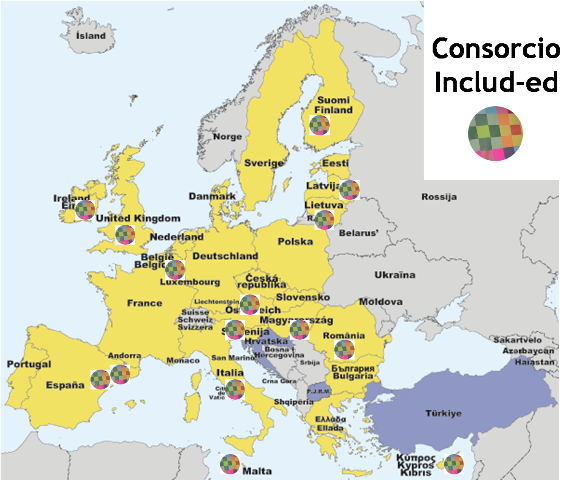 Ísland
Consorcio
Includ-ed
Suomi
Finland
Norge
Sverige
Eesti
Latvija
Rossija
Ireland
Danmark
Lietuva
United Kingdom
Belarus'
Nederland
Polska
België
Deutschland
Ukraïna
Luxembourg
Česká
republika
Slovensko
Moldova
Liechtenstein
France
Suisse
Schweiz
Svizzera
Magyarország
Hrvatska
România
Sakartvelo
Azərbaycan
Haїastan
Bosna i
Hercegovina
Andorra
Monaco
San Marino
Srbija
България
Bulgaria
Portugal
España
Italia
Crna Gora
P.J.R.M.
Shqipëria
Türkiye
Ελλάδα
Ellada
Malta
Κύπρος
Kypros
Kıbrıs